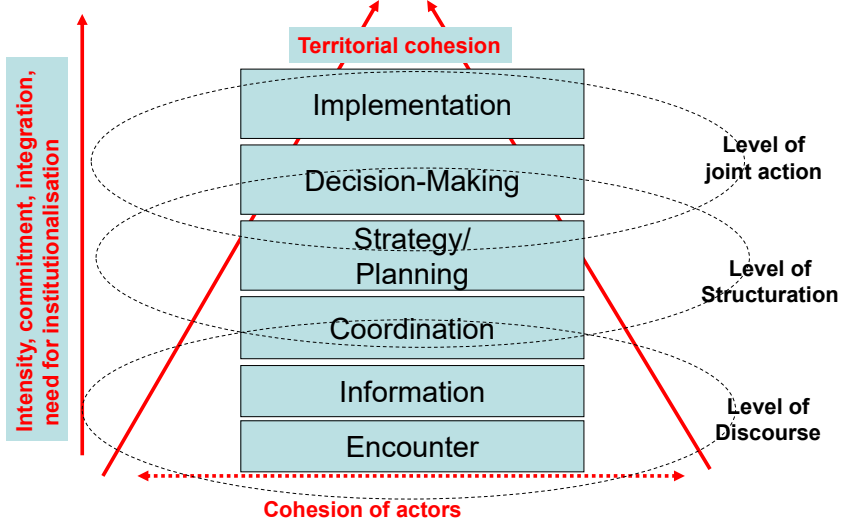 Territorial cohesion
Intensity, commitment, integration,
need for institutionalisation
Implementation
Decision-Making
Strategy/
Planning
Coordination
Information
Encounter
Level of
joint action
Level of
Structuration
Level of
Discourse
Cohesion of actors